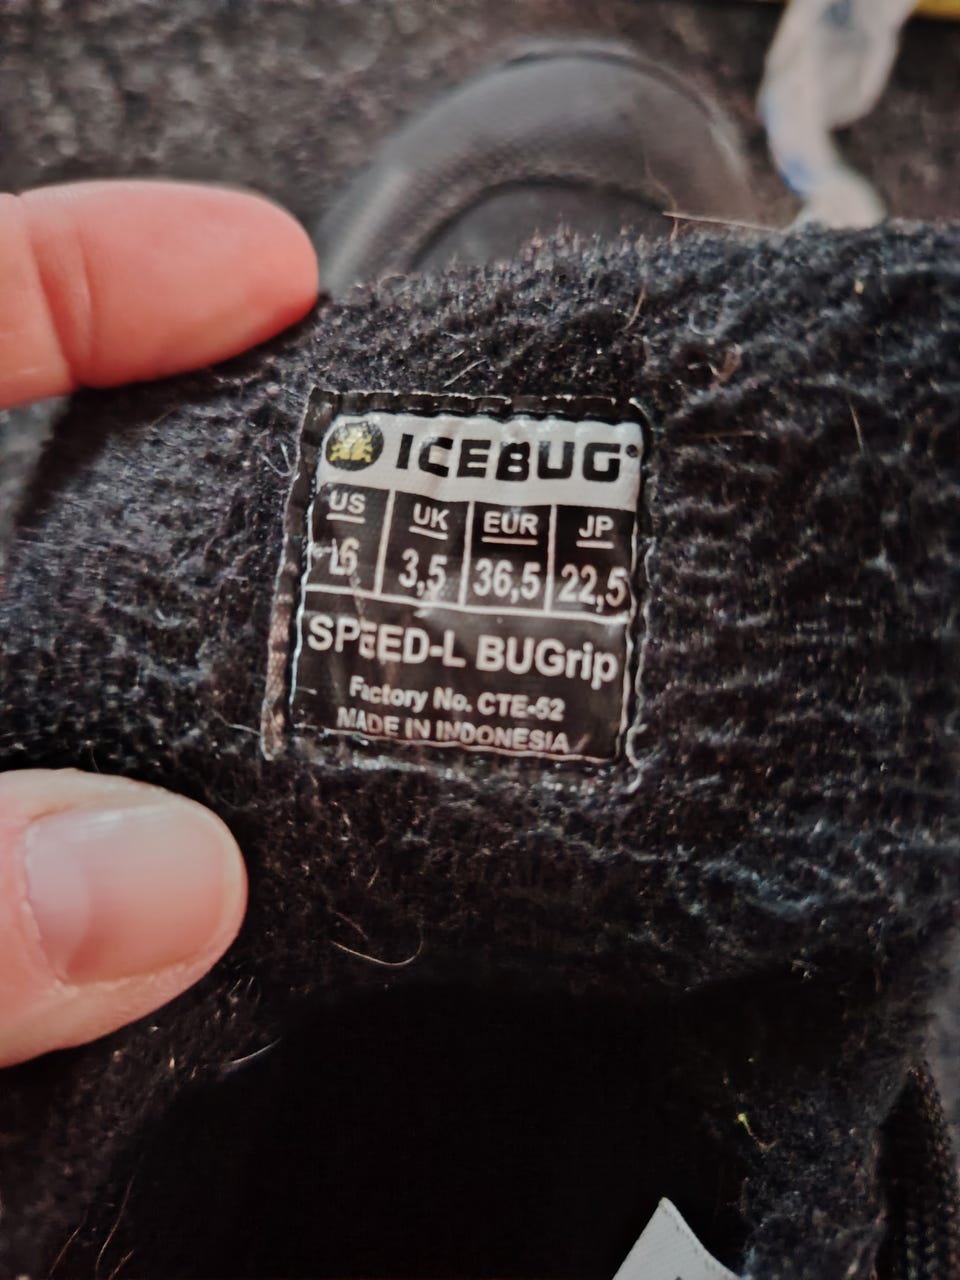 ICEBUG®
US UK EUR JP
L6 3,5 36,5 22,5
SPEED-L BUGrip
Factory No. CTE-52
MADE IN INDONESIA